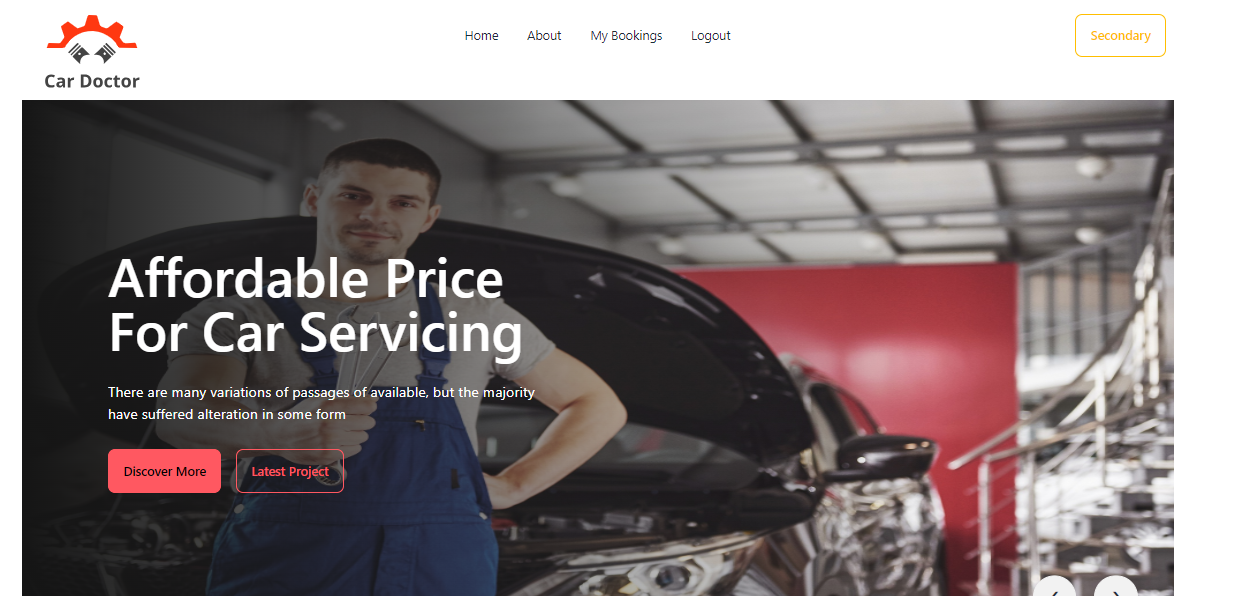 Home About My Bookings Logout Secondary
Car Doctor
Affordable Price
For Car Servicing
There are many variations of passages of available, but the majority
have suffered alteration in some form
Discover More Latest Project